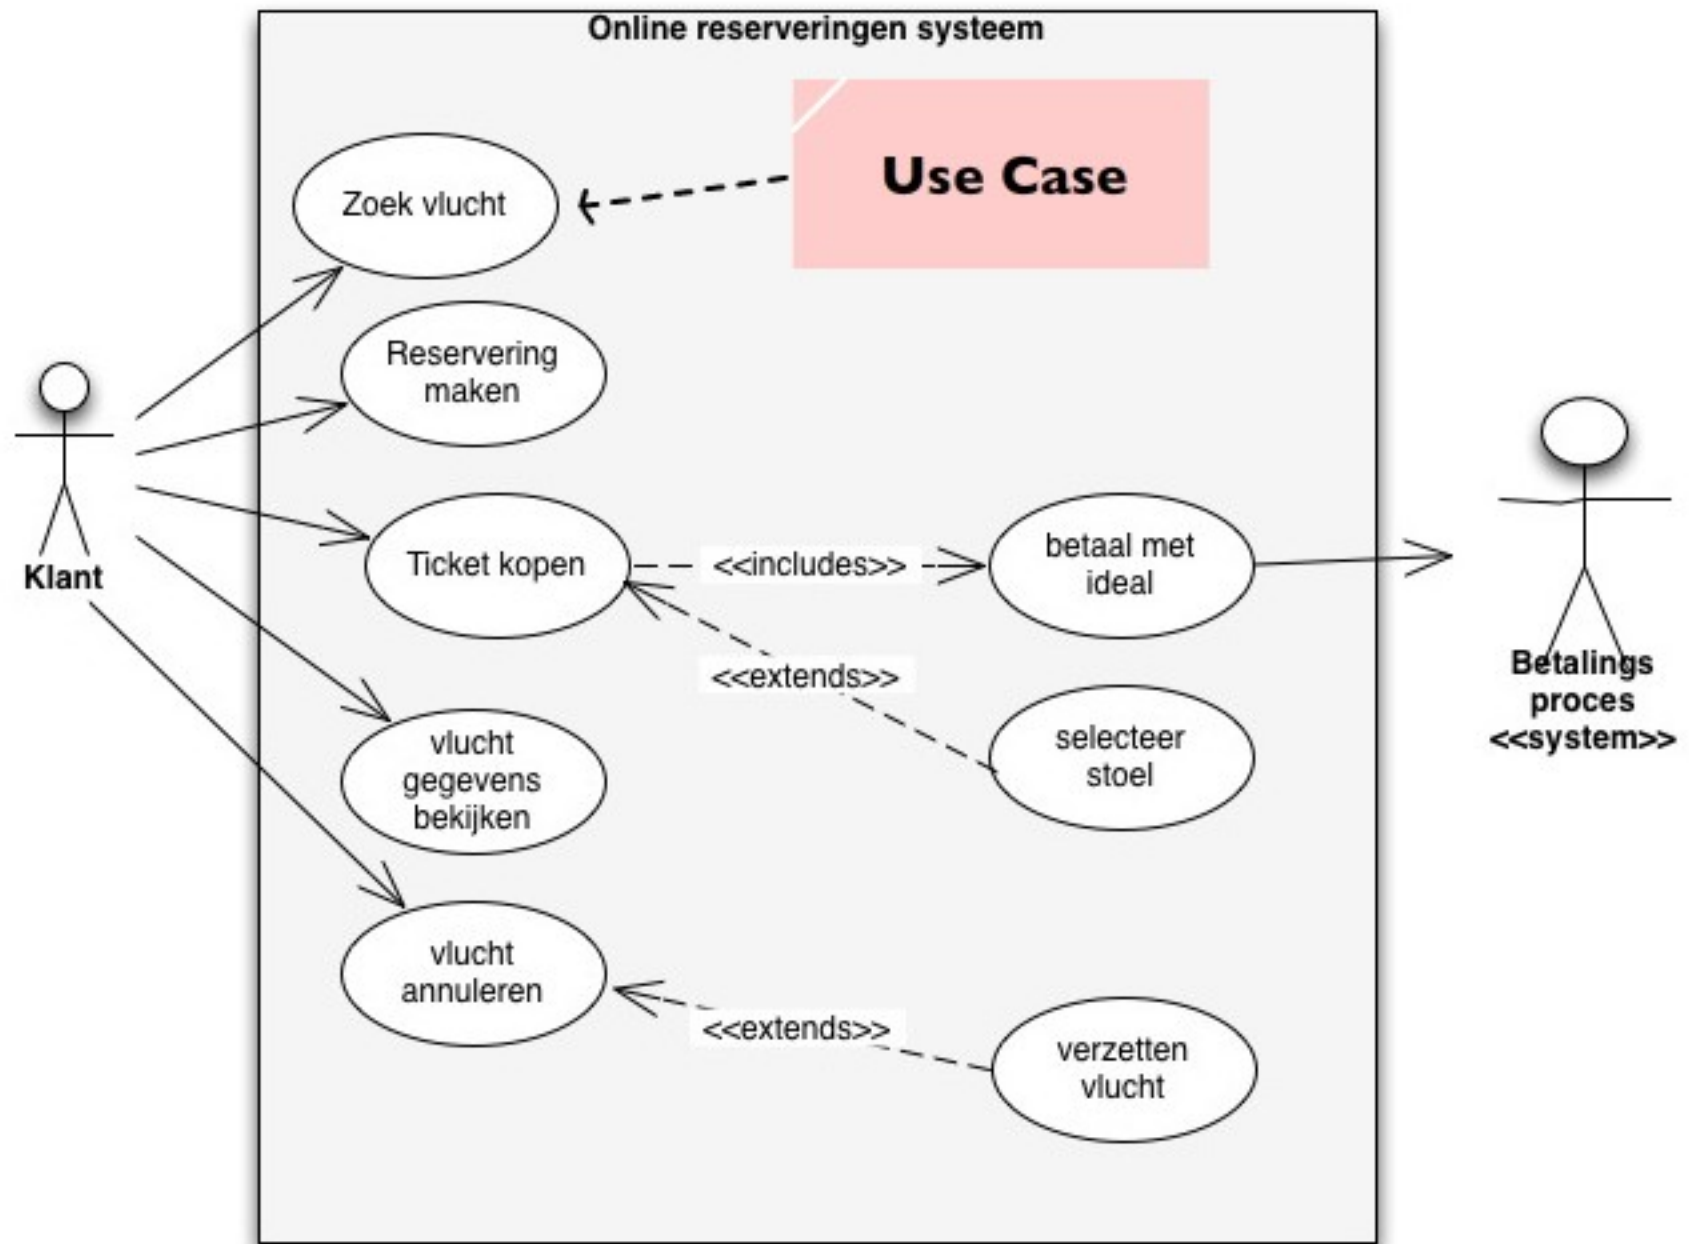 Online reserveringen systeem
Use Case
Zoek vlucht
Reservering
maken
Klant
Ticket kopen
<<includes>>
betaal met
ideal
<<extends>>
selecteer
stoel
Betalings
proces
<<system>>
vlucht
gegevens
bekijken
vlucht
annuleren
<<extends>>
verzetten
vlucht